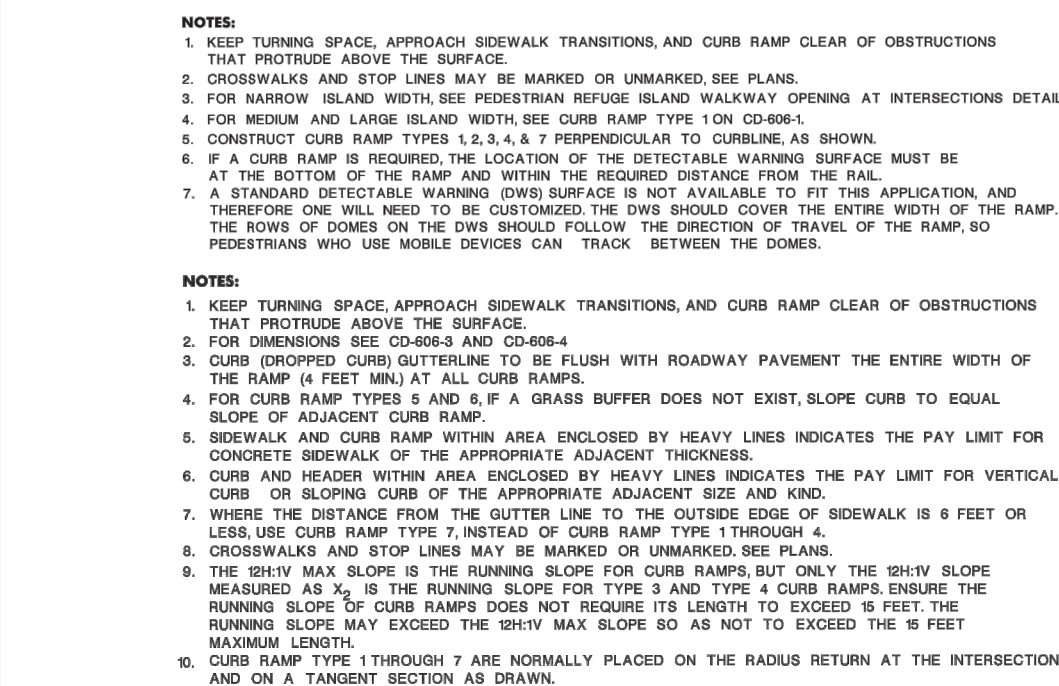 NOTES:
1. KEEP TURNING SPACE, APPROACH SIDEWALK TRANSITIONS, AND CURB RAMP CLEAR OF OBSTRUCTIONS
THAT PROTRUDE ABOVE THE SURFACE.
2. CROSSWALKS AND STOP LINES MAY BE MARKED OR UNMARKED, SEE PLANS.
3. FOR NARROW ISLAND WIDTH, SEE PEDESTRIAN REFUGE ISLAND WALKWAY OPENING AT INTERSECTIONS DETAIL
4. FOR MEDIUM AND LARGE ISLAND WIDTH, SEE CURB RAMP TYPE 1 ON CD-606-1.
5. CONSTRUCT CURB RAMP TYPES 1, 2, 3, 4, & 7 PERPENDICULAR TO CURBLINE, AS SHOWN.
6. IF A CURB RAMP IS REQUIRED, THE LOCATION OF THE DETECTABLE WARNING SURFACE MUST BE
AT THE BOTTOM OF THE RAMP AND WITHIN THE REQUIRED DISTANCE FROM THE RAIL.
7. A STANDARD DETECTABLE WARNING (DWS) SURFACE IS NOT AVAILABLE TO FIT THIS APPLICATION, AND
THEREFORE ONE WILL NEED TO BE CUSTOMIZED. THE DWS SHOULD COVER THE ENTIRE WIDTH OF THE RAMP.
THE ROWS OF DOMES ON THE DWS SHOULD FOLLOW THE DIRECTION OF TRAVEL OF THE RAMP, SO
PEDESTRIANS WHO USE MOBILE DEVICES CAN TRACK BETWEEN THE DOMES.
NOTES:
1. KEEP TURNING SPACE, APPROACH SIDEWALK TRANSITIONS, AND CURB RAMP CLEAR OF OBSTRUCTIONS
THAT PROTRUDE ABOVE THE SURFACE.
2. FOR DIMENSIONS SEE CD-606-3 AND CD-606-4
3. CURB (DROPPED CURB) GUTTERLINE TO BE FLUSH WITH ROADWAY PAVEMENT THE ENTIRE WIDTH OF
THE RAMP (4 FEET MIN.) AT ALL CURB RAMPS.
4. FOR CURB RAMP TYPES 5 AND 6, IF A GRASS BUFFER DOES NOT EXIST, SLOPE CURB TO EQUAL
SLOPE OF ADJACENT CURB RAMP.
5. SIDEWALK AND CURB RAMP WITHIN AREA ENCLOSED BY HEAVY LINES INDICATES THE PAY LIMIT FOR
CONCRETE SIDEWALK OF THE APPROPRIATE ADJACENT THICKNESS.
6. CURB AND HEADER WITHIN AREA ENCLOSED BY HEAVY LINES INDICATES THE PAY LIMIT FOR VERTICAL
CURB OR SLOPING CURB OF THE APPROPRIATE ADJACENT SIZE AND KIND.
7. WHERE THE DISTANCE FROM THE GUTTER LINE TO THE OUTSIDE EDGE OF SIDEWALK IS 6 FEET OR
LESS, USE CURB RAMP TYPE 7, INSTEAD OF CURB RAMP TYPE 1 THROUGH 4.
8. CROSSWALKS AND STOP LINES MAY BE MARKED OR UNMARKED. SEE PLANS.
9. THE 12H:1V MAX SLOPE IS THE RUNNING SLOPE FOR CURB RAMPS, BUT ONLY THE 12H:1V SLOPE
MEASURED AS X2 IS THE RUNNING SLOPE FOR TYPE 3 AND TYPE 4 CURB RAMPS. ENSURE THE
RUNNING SLOPE OF CURB RAMPS DOES NOT REQUIRE ITS LENGTH TO EXCEED 15 FEET. THE
RUNNING SLOPE MAY EXCEED THE 12H:1V MAX SLOPE SO AS NOT TO EXCEED THE 15 FEET
MAXIMUM LENGTH.
10. CURB RAMP TYPE 1 THROUGH 7 ARE NORMALLY PLACED ON THE RADIUS RETURN AT THE INTERSECTION
AND ON A TANGENT SECTION AS DRAWN.